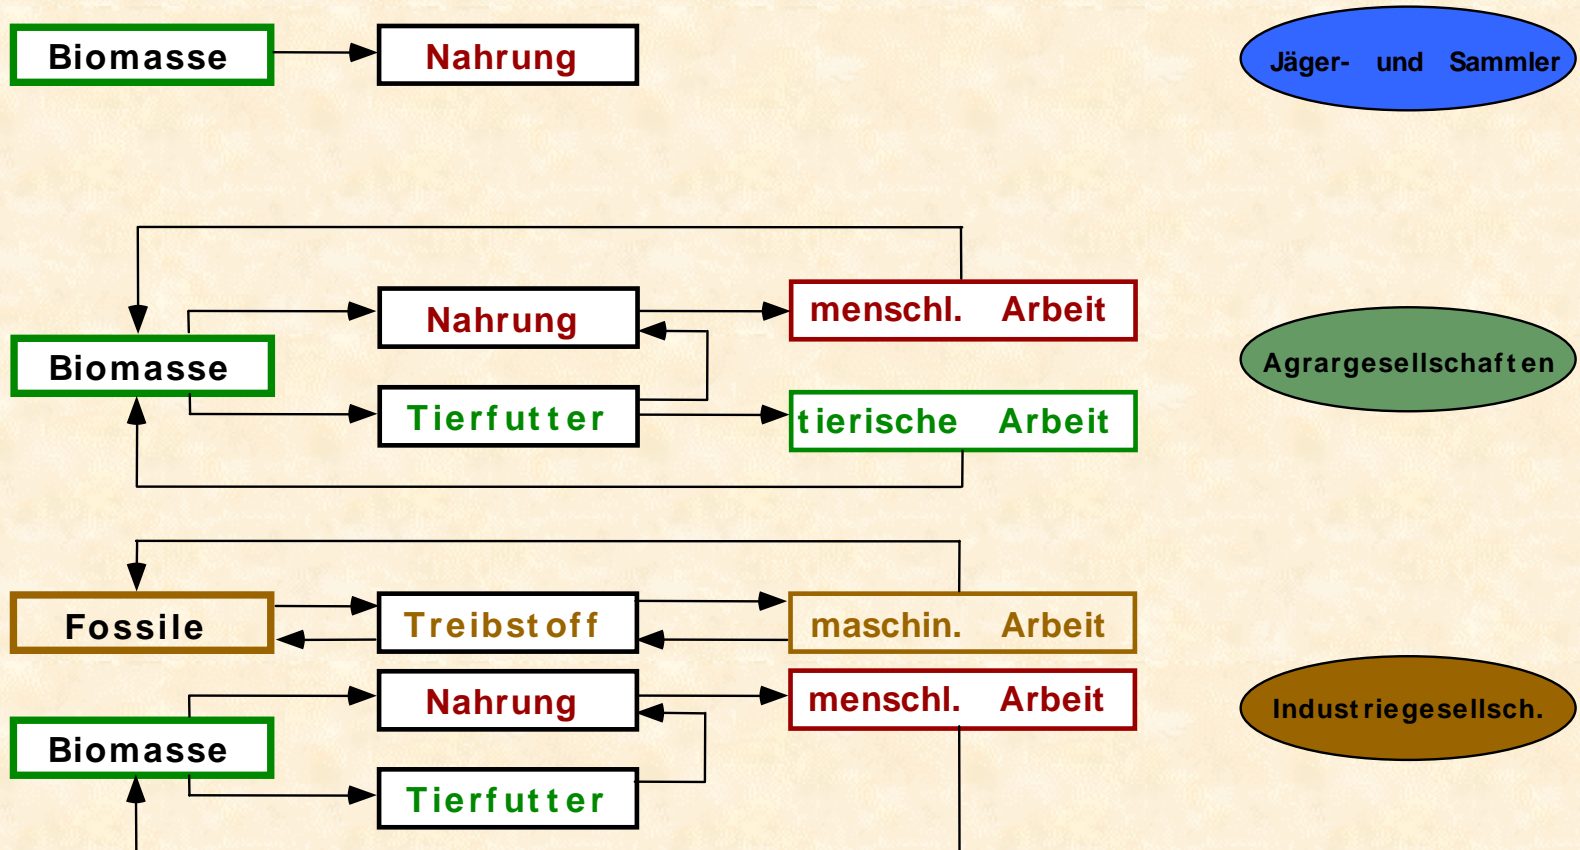 Biomasse
Nahrung
Jäger- und Sammler
Nahrung
menschl. Arbeit
Biomasse
Agrargesellschaften
Tierfutter
tierische Arbeit
Fossile
Treibstoff
maschin. Arbeit
Nahrung
menschl. Arbeit
Industriegesellsch.
Biomasse
Tierfutter